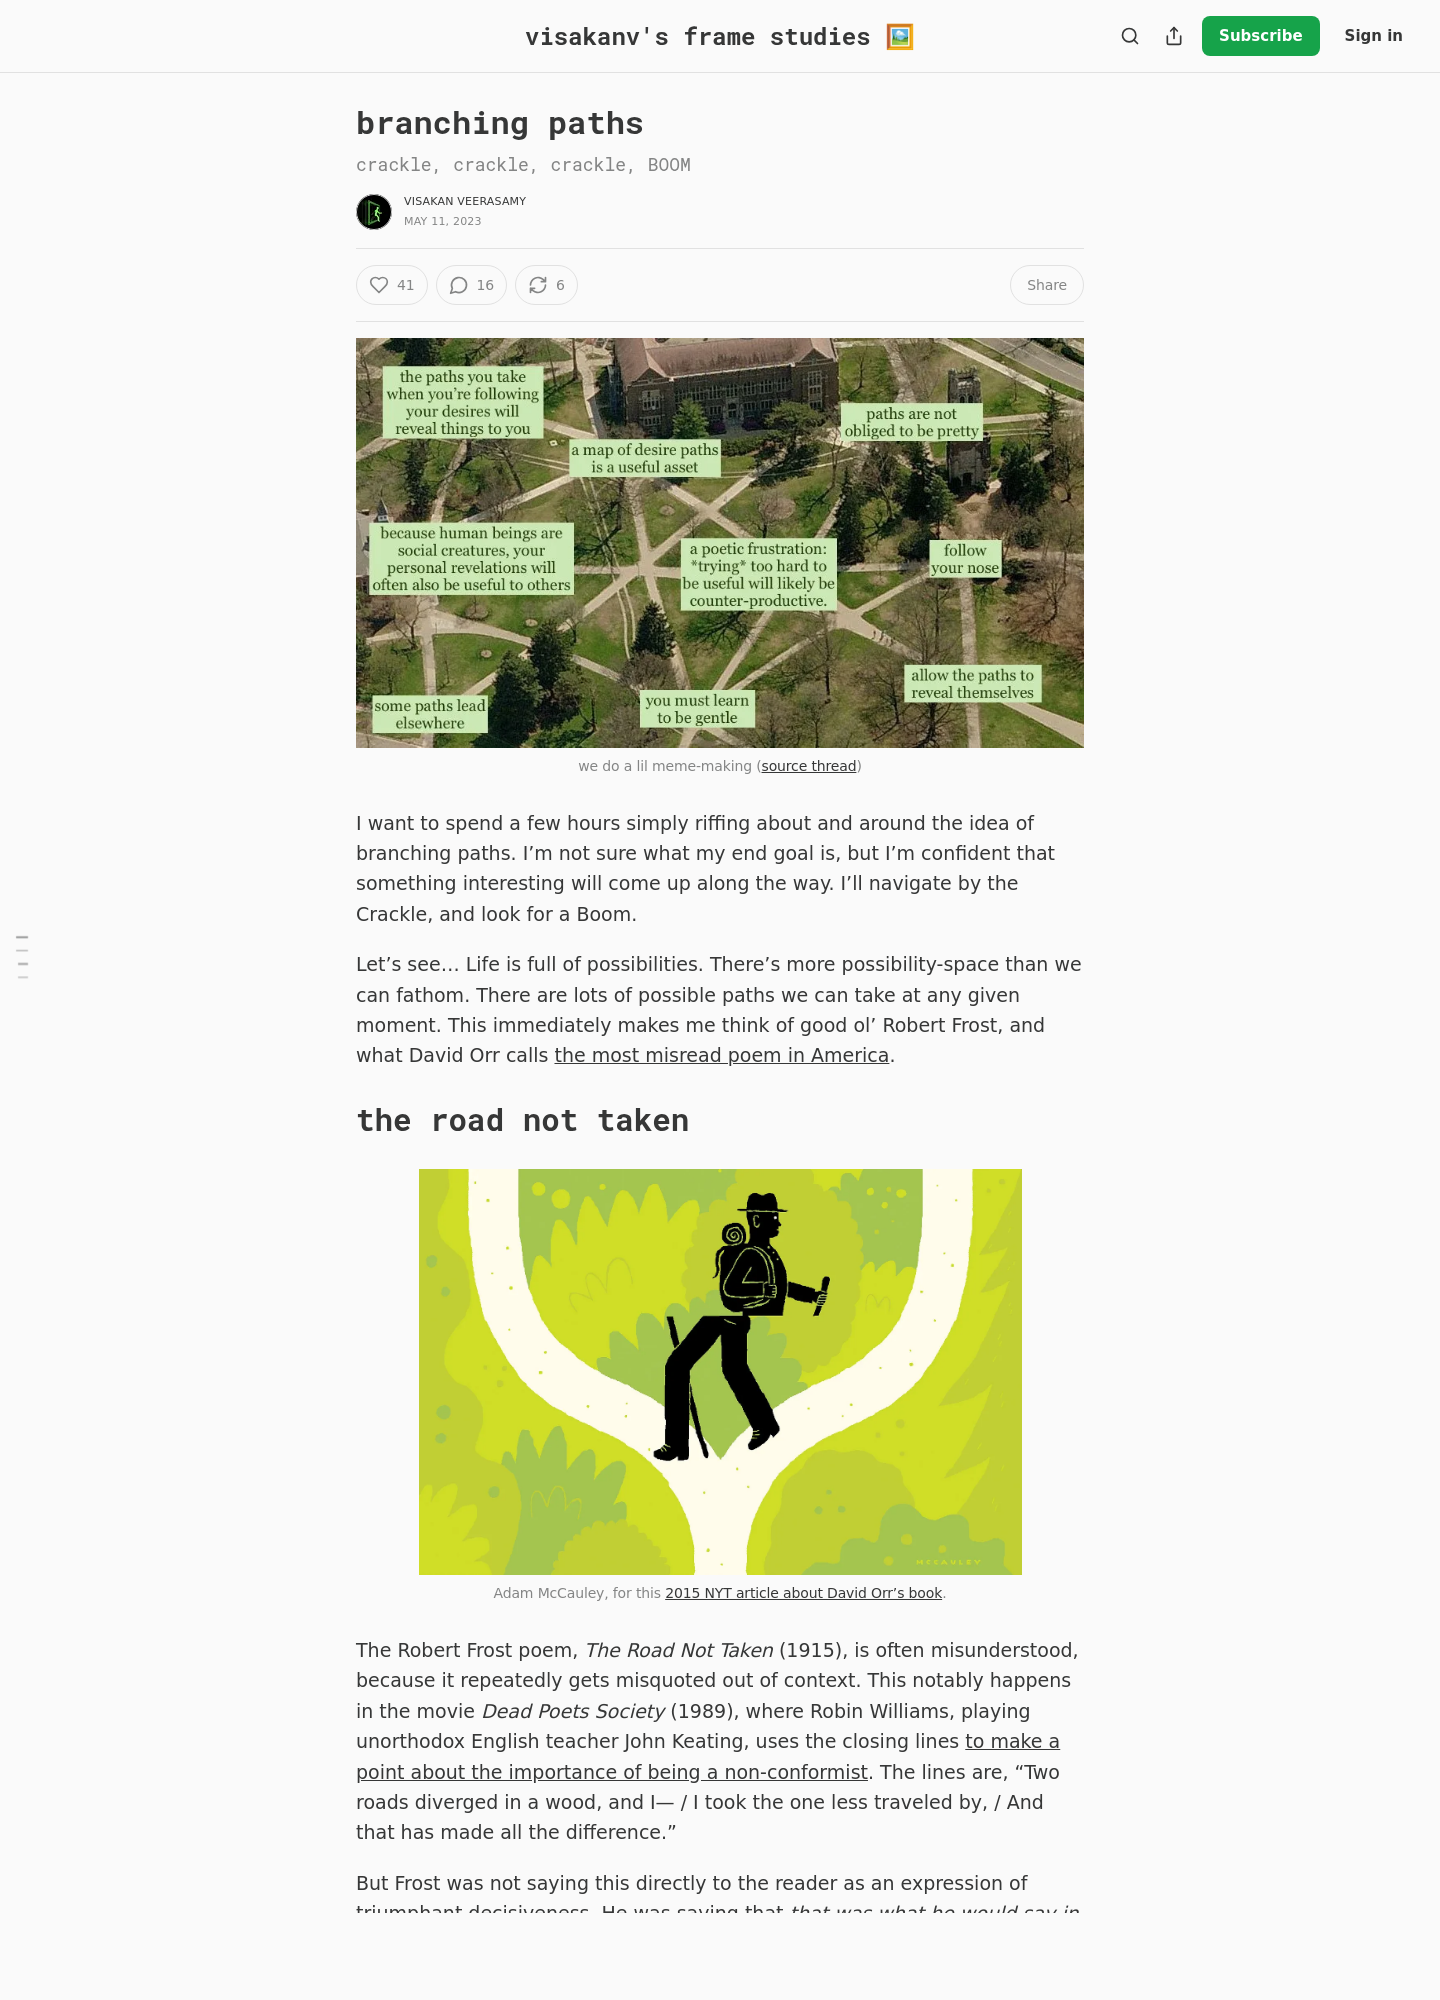 visakanv's frame studies 🖼️
Subscribe
Sign in
branching paths
crackle, crackle, crackle, BOOM
VISAKAN VEERASAMY
MAY 11, 2023
41
16
6
Share
the paths you take
when you’re following
your desires will
reveal things to you
a map of desire paths
is a useful asset
paths are not
obliged to be pretty
because human beings are
social creatures, your
personal revelations will
often also be useful to others
a poetic frustration:
*trying* too hard to
be useful will likely be
counter-productive.
follow
your nose
allow the paths to
reveal themselves
some paths lead
elsewhere
you must learn
to be gentle
we do a lil meme-making (source thread)
I want to spend a few hours simply riffing about and around the idea of
branching paths. I’m not sure what my end goal is, but I’m confident that
something interesting will come up along the way. I’ll navigate by the
Crackle, and look for a Boom.
Let’s see… Life is full of possibilities. There’s more possibility-space than we
can fathom. There are lots of possible paths we can take at any given
moment. This immediately makes me think of good ol’ Robert Frost, and
what David Orr calls the most misread poem in America.
the road not taken
MCCAULEY
Adam McCauley, for this 2015 NYT article about David Orr’s book.
The Robert Frost poem, The Road Not Taken (1915), is often misunderstood,
because it repeatedly gets misquoted out of context. This notably happens
in the movie Dead Poets Society (1989), where Robin Williams, playing
unorthodox English teacher John Keating, uses the closing lines to make a
point about the importance of being a non-conformist. The lines are, “Two
roads diverged in a wood, and I— / I took the one less traveled by, / And
that has made all the difference.”
But Frost was not saying this directly to the reader as an expression of
triumphant decisiveness. He was saying that that was what he would say in